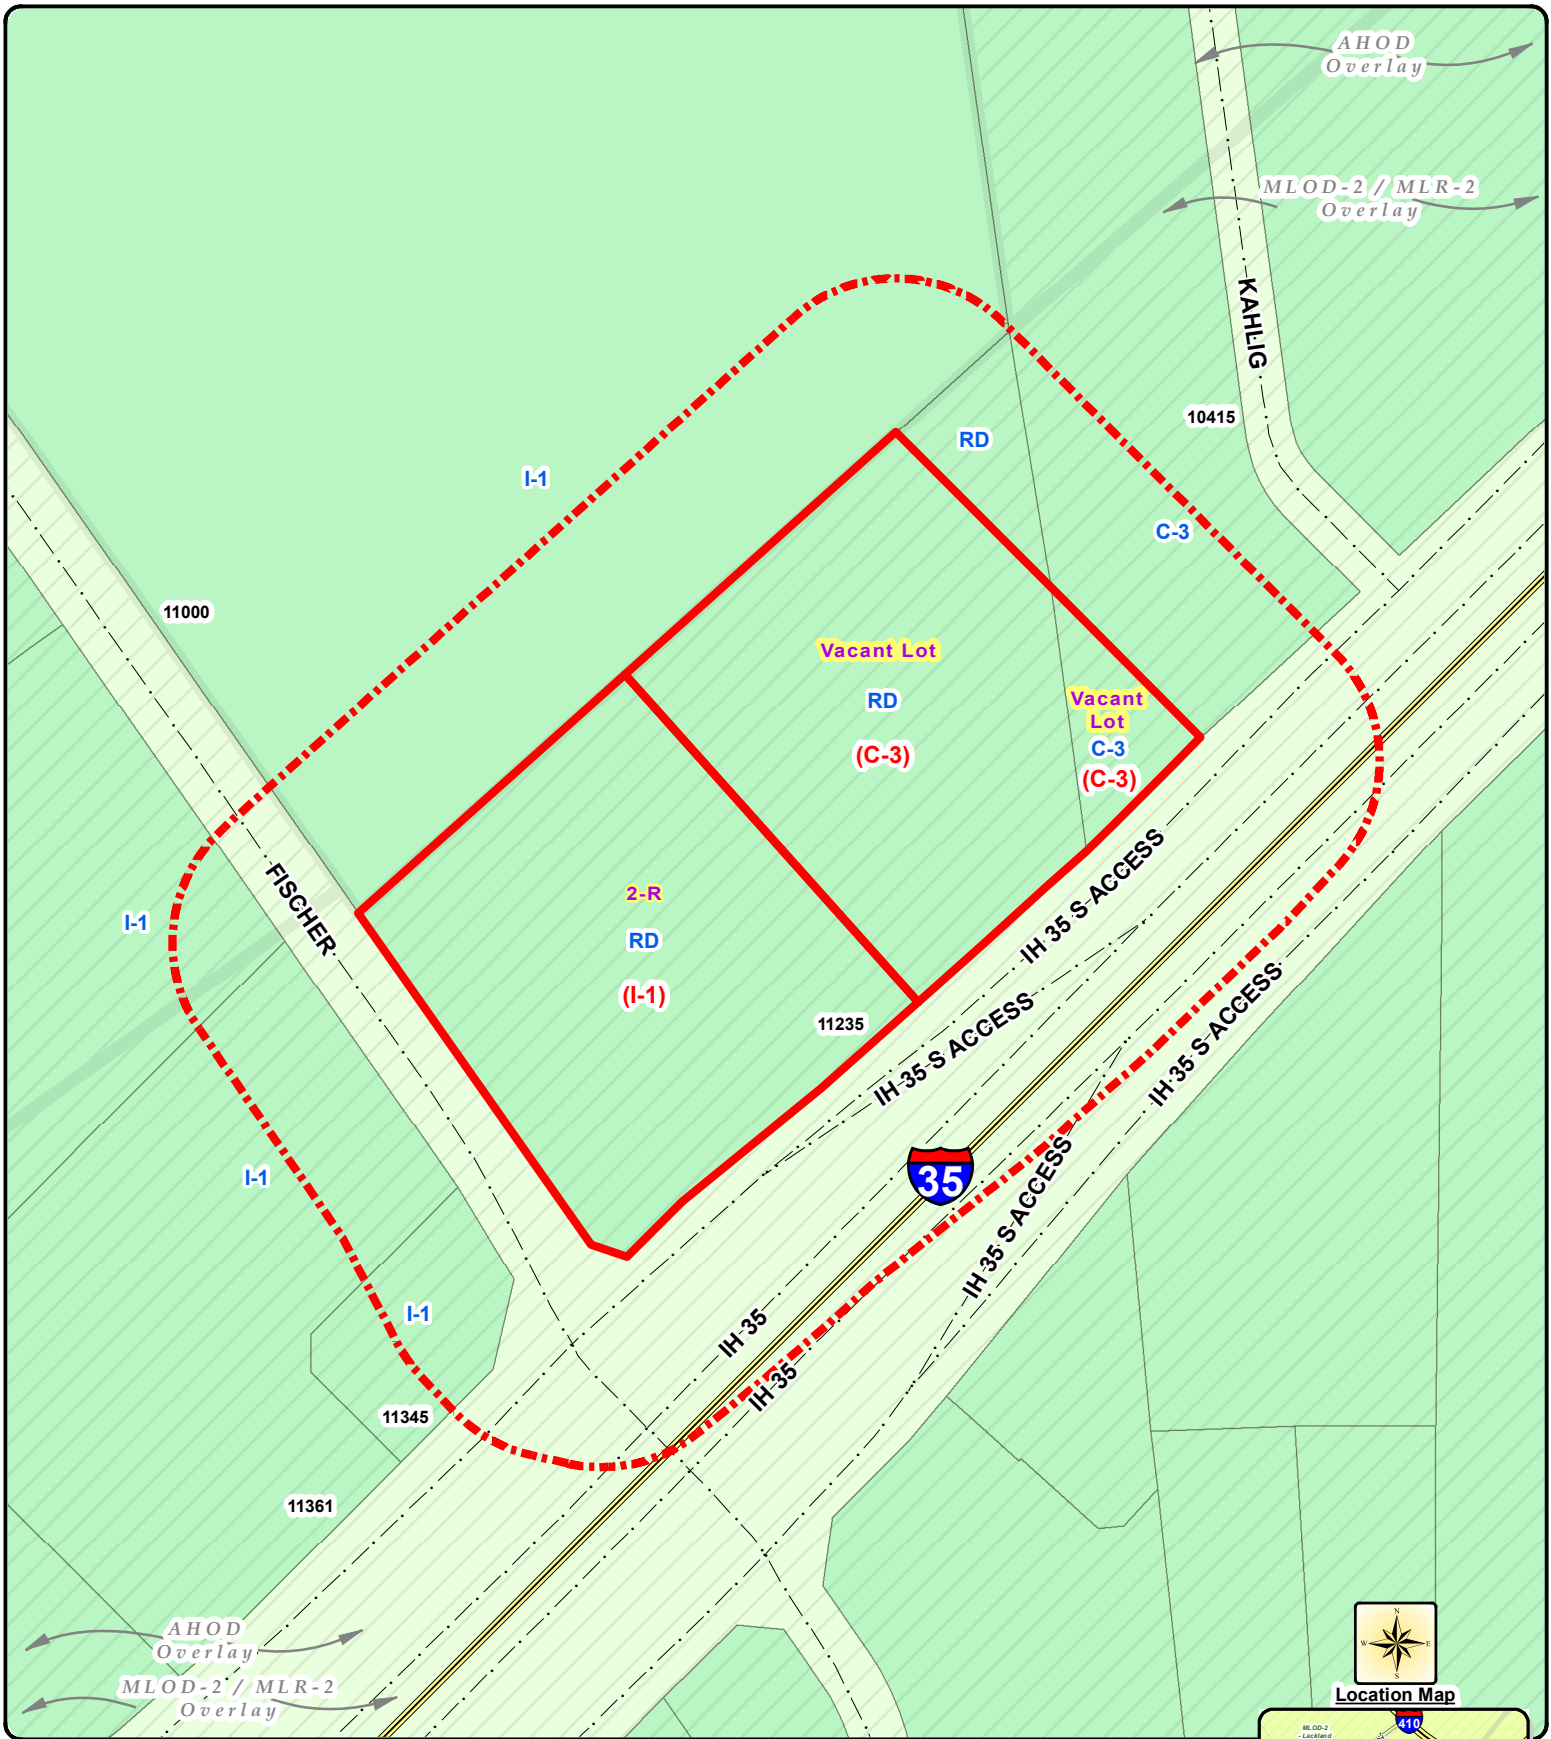 AHOD
Overlay
MLOD-2 / MLR-2
Overlay
KAHLIG
10415
RD
I-1
C-3
11000
Vacant Lot
RD
(C-3)
Vacant
Lot
C-3
(C-3)
FISCHER
I-1
2-R
RD
(I-1)
11235
IH 35 S ACCESS
IH 35 S ACCESS
IH 35 S ACCESS
IH 35 S ACCESS
35
I-1
I-1
IH 35
IH 35
11345
11361
AHOD
Overlay
MLOD-2 / MLR-2
Overlay
N
W
E
S
Location Map
410
MLOD-2
- Lackland